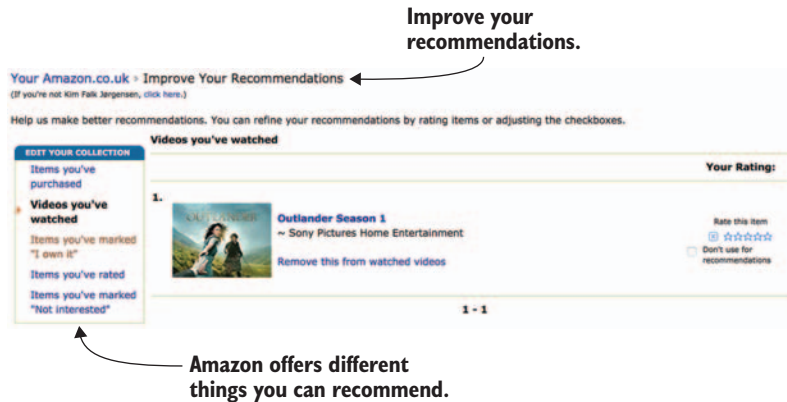 Improve your
recommendations.
Your Amazon.co.uk › Improve Your Recommendations
(If you're not Kim Falk Jørgensen, click here.)
Help us make better recommendations. You can refine your recommendations by rating items or adjusting the checkboxes.
EDIT YOUR COLLECTION
Items you've
purchased
Videos you've
watched
Items you've marked
"I own it"
Items you've rated
Items you've marked
"Not interested"
Videos you've watched
Your Rating:
1.
OUTLANDER
Outlander Season 1
~ Sony Pictures Home Entertainment
Remove this from watched videos
Rate this item
Don't use for
recommendations
1 - 1
Amazon offers different
things you can recommend.